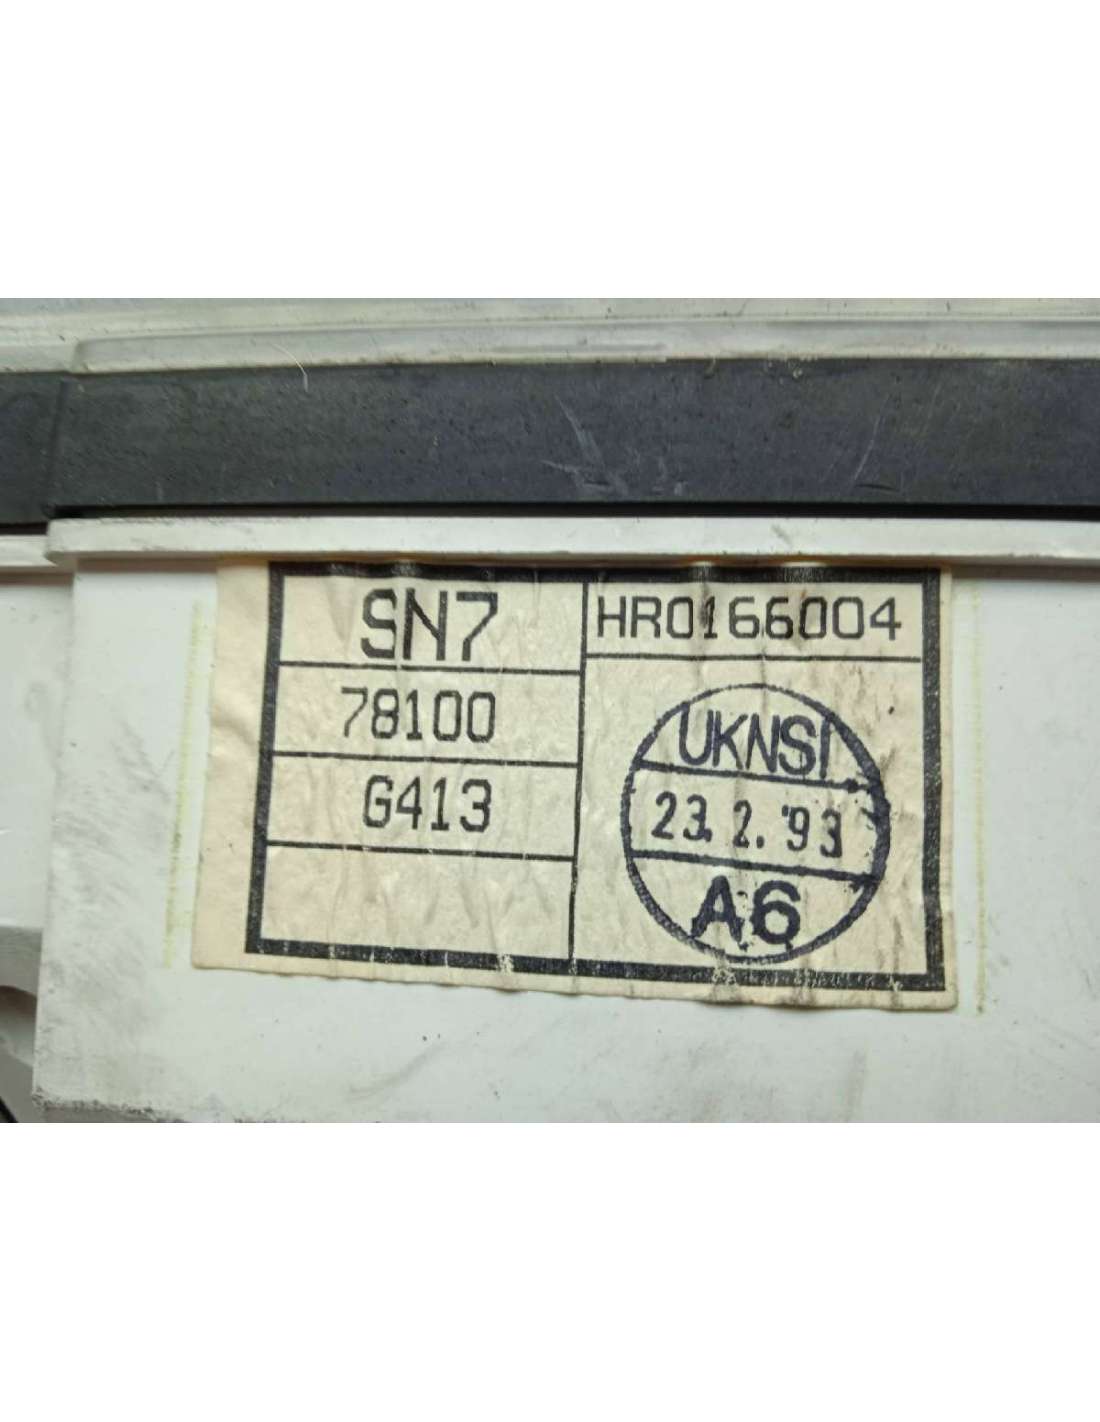 SN7
78100
G413
HR0166004
UKNSI
23.2.'93
A6